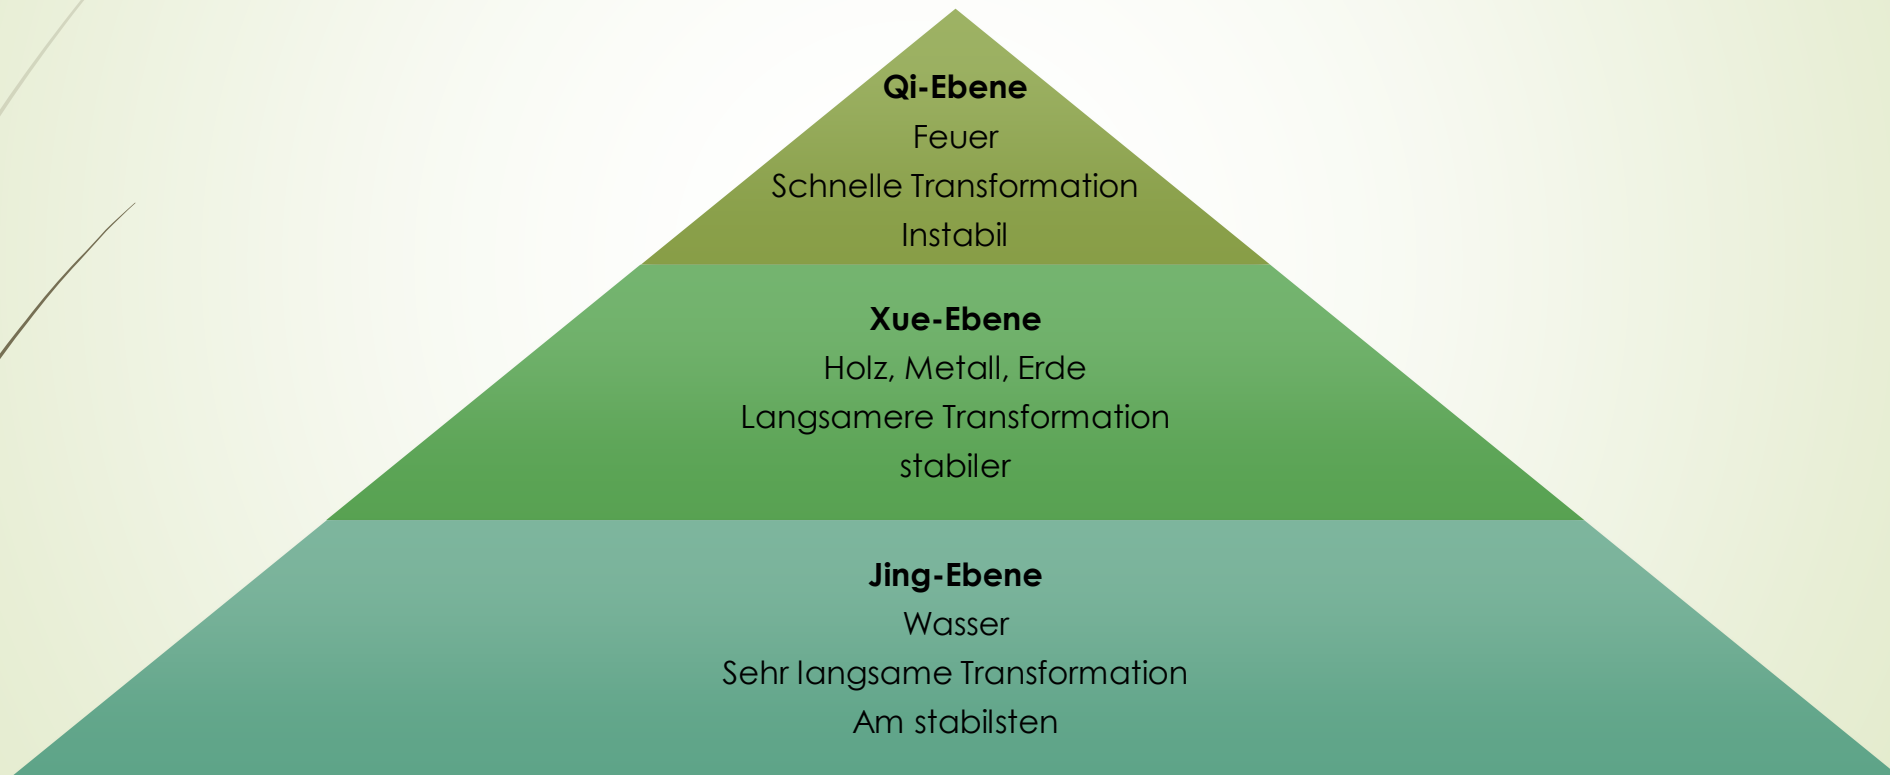 Qi-Ebene
Feuer
Schnelle Transformation
Instabil
Xue-Ebene
Holz, Metall, Erde
Langsamere Transformation
stabiler
Jing-Ebene
Wasser
Sehr langsame Transformation
Am stabilsten